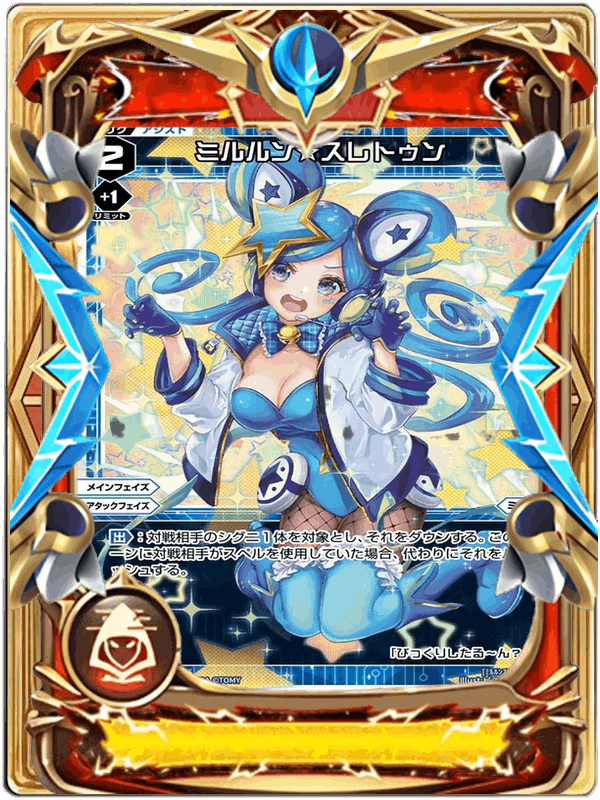 アシスト
ミルルン☆スレトゥン
2
+1
リミット
メインフェイズ
アタックフェイズ
ミ
出：対戦相手のシグニ１体を対象とし、それをダウンする。この
ーンに対戦相手がスペルを使用していた場合、代わりにそれを
ッシュする。
「びっくりしたる～ん？
©TOMY
Illust